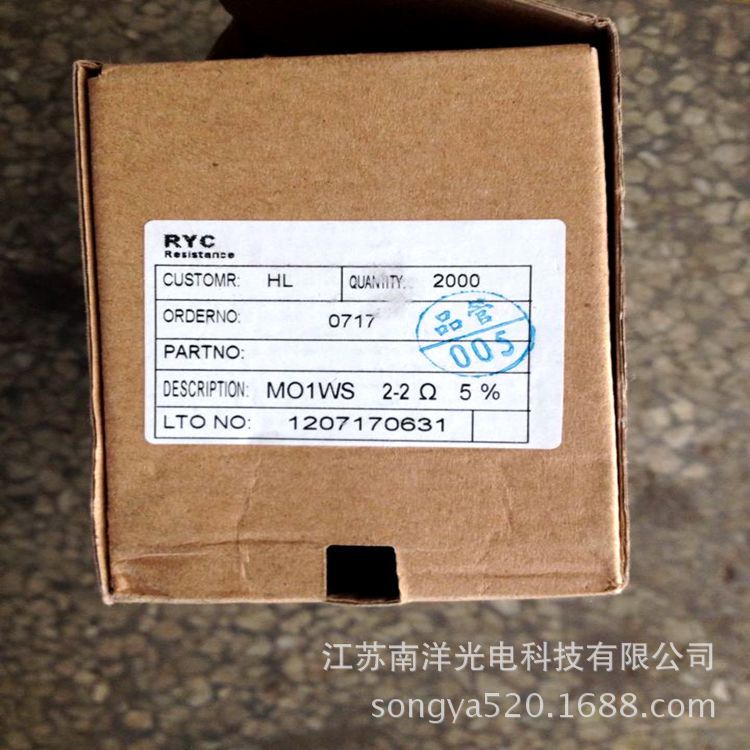 RYC
Resistance
CUSTOMR: HL QUANTITY: 2000
ORDERNO: 0717
品管
005
PARTNO:
DESCRIPTION: MO1WS 2-2 Ω 5 %
LTO NO: 1207170631
江苏南洋光电科技有限公司
songya520.1688.com